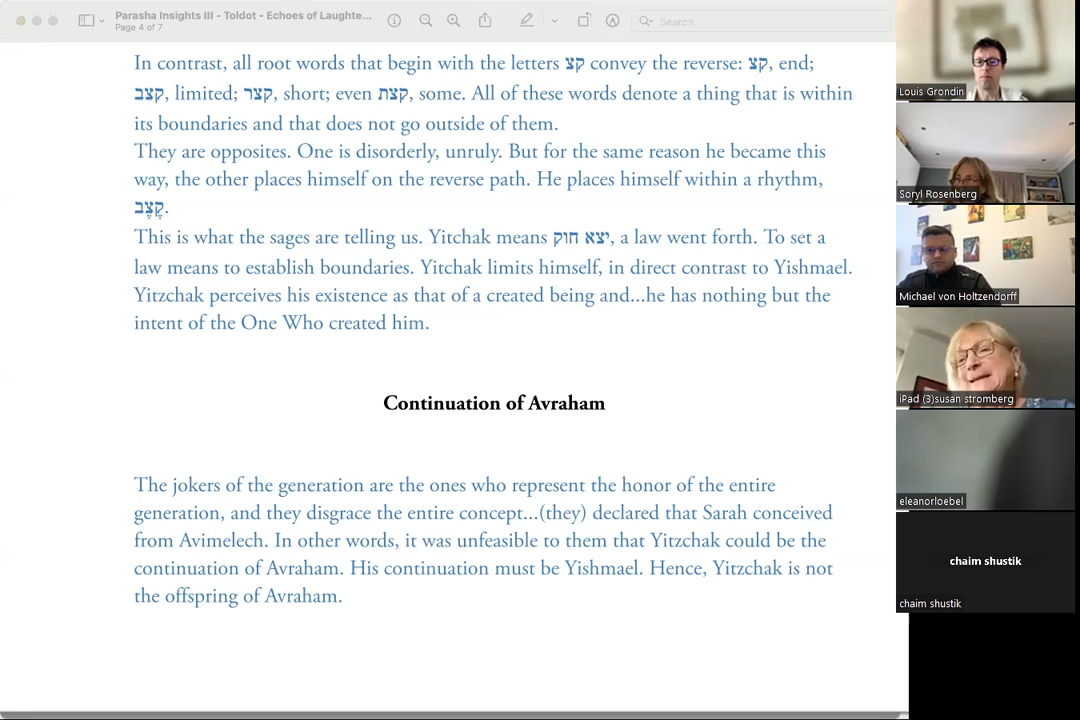 Parasha Insights III - Toldot - Echoes of Laughte...
Page 4 of 7
Search
In contrast, all root words that begin with the letters קצ convey the reverse: קצ, end;
קצב, limited; קצר, short; even קצת, some. All of these words denote a thing that is within
its boundaries and that does not go outside of them.
They are opposites. One is disorderly, unruly. But for the same reason he became this
way, the other places himself on the reverse path. He places himself within a rhythm,
קֶצֶב.
This is what the sages are telling us. Yitchak means יצא חוק, a law went forth. To set a
law means to establish boundaries. Yitchak limits himself, in direct contrast to Yishmael.
Yitzchak perceives his existence as that of a created being and...he has nothing but the
intent of the One Who created him.
Continuation of Avraham
The jokers of the generation are the ones who represent the honor of the entire
generation, and they disgrace the entire concept...(they) declared that Sarah conceived
from Avimelech. In other words, it was unfeasible to them that Yitzchak could be the
continuation of Avraham. His continuation must be Yishmael. Hence, Yitzchak is not
the offspring of Avraham.
Louis Grondin
Soryl Rosenberg
Michael von Holtzendorff
iPad (3)susan stromberg
eleanorloebel
chaim shustik
chaim shustik